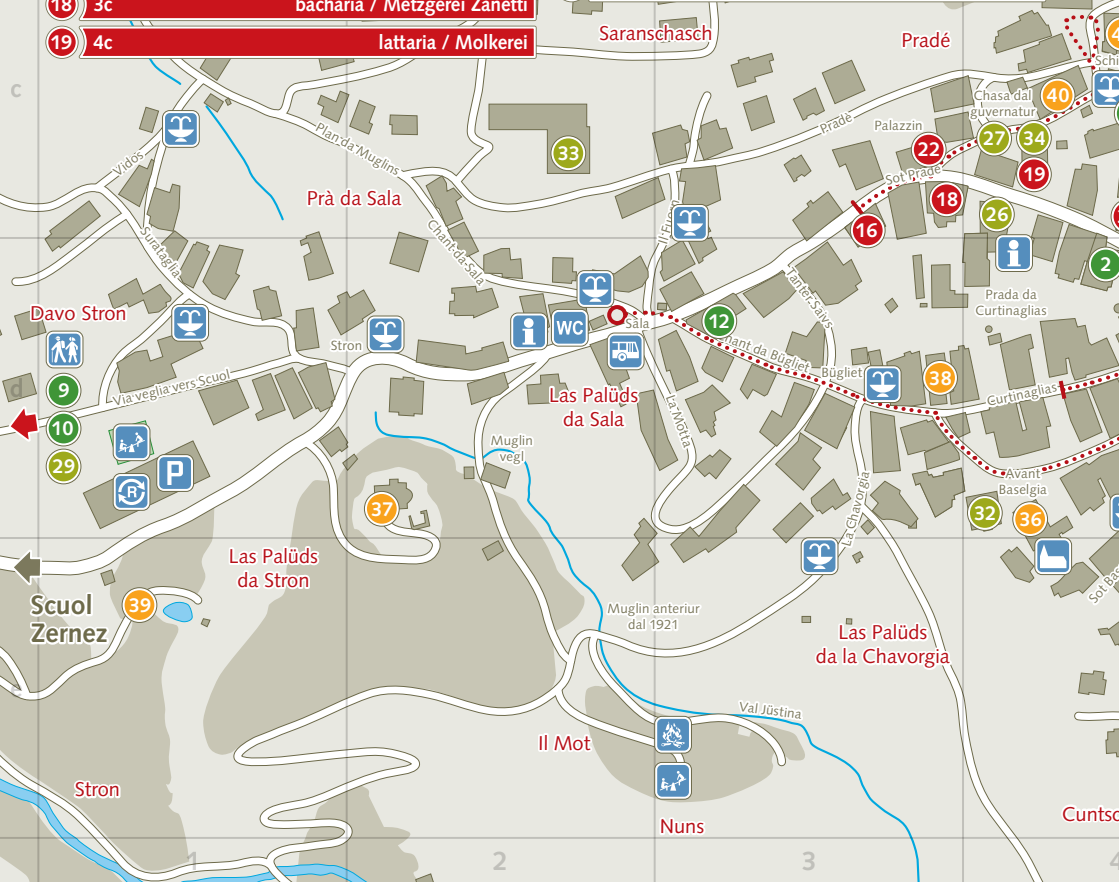 18 3c bacharia / Metzgerei Zanetti
19 4c lattaria / Molkerei
Saranschasch
Pradé
c
Chasa dal
guvernatur
40
Palazzin
Pradé
27
34
22
33
Plan da Muglins
Vidos
19
Sot Pradé
18
Prà da Sala
26
16
Il Fuorn
Chant da Sala
Surataglia
i
2
Tanter Saivs
Prada da
Curtinaglias
Davo Stron
12
Sala
i
WC
Stron
Chant da Bügliet
Bügliet
38
d
9
Via veglia vers Scuol
Las Palüds
da Sala
Curtinaglias
La Motta
10
Muglin
vegl
29
P
R
Avant
Baselgia
37
La Chavorgia
32
36
Las Palüds
da Stron
Scuol
Zernez
39
Muglin anteriur
dal 1921
Las Palüds
da la Chavorgia
Val Jüstina
Il Mot
Stron
Nuns
1
2
3
4